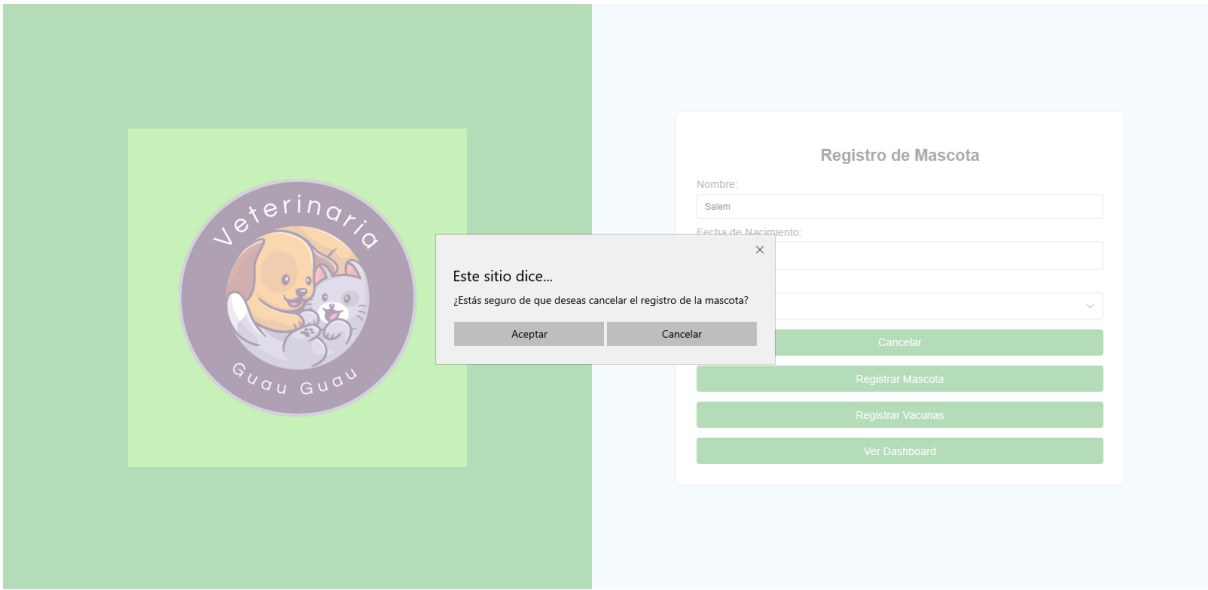 Veterinaria
Guau Guau
Registro de Mascota
Nombre:
Salem
Fecha de Nacimiento:
Este sitio dice...
¿Estás seguro de que deseas cancelar el registro de la mascota?
Aceptar
Cancelar
Cancelar
Registrar Mascota
Registrar Vacunas
Ver Dashboard